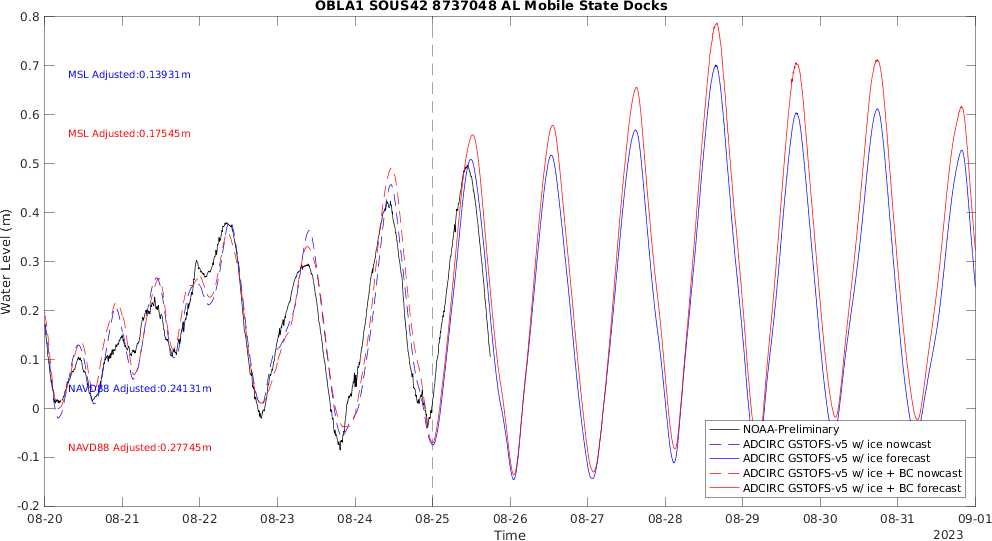 OBLA1 SOUS42 8737048 AL Mobile State Docks
0.8
0.7
0.6
0.5
0.4
0.3
0.2
0.1
0
-0.1
-0.2
Water Level (m)
MSL Adjusted:0.13931m
MSL Adjusted:0.17545m
NAVD88 Adjusted:0.24131m
NAVD88 Adjusted:0.27745m
NOAA-Preliminary
ADCIRC GSTOFS-v5 w/ ice nowcast
ADCIRC GSTOFS-v5 w/ ice forecast
ADCIRC GSTOFS-v5 w/ ice + BC nowcast
ADCIRC GSTOFS-v5 w/ ice + BC forecast
08-20 08-21 08-22 08-23 08-24 08-25 08-26 08-27 08-28 08-29 08-30 08-31 09-01
Time
2023